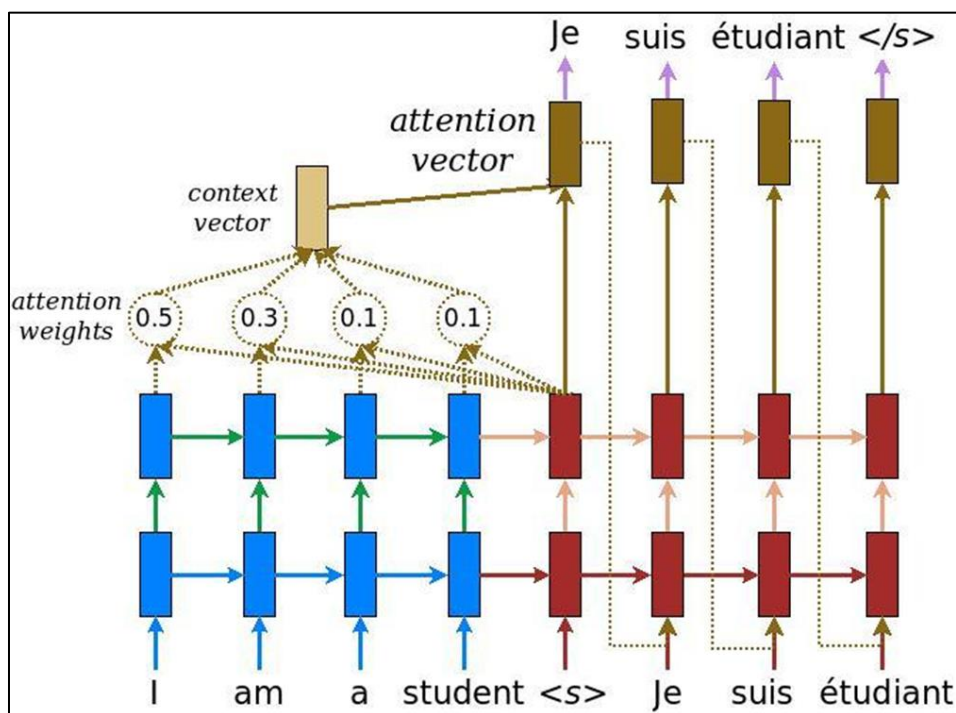 Je suis étudiant </s>
attention
vector
context
vector
attention
weights
0.5 0.3 0.1 0.1
I am a student <s> Je suis étudiant